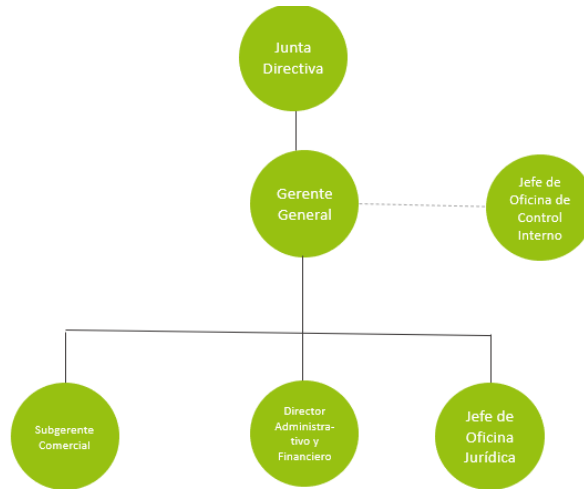 Junta
Directiva
Gerente
General
Jefe de
Oficina de
Control
Interno
Subgerente
Comercial
Director
Administra-
tivo y
Financiero
Jefe de
Oficina
Jurídica